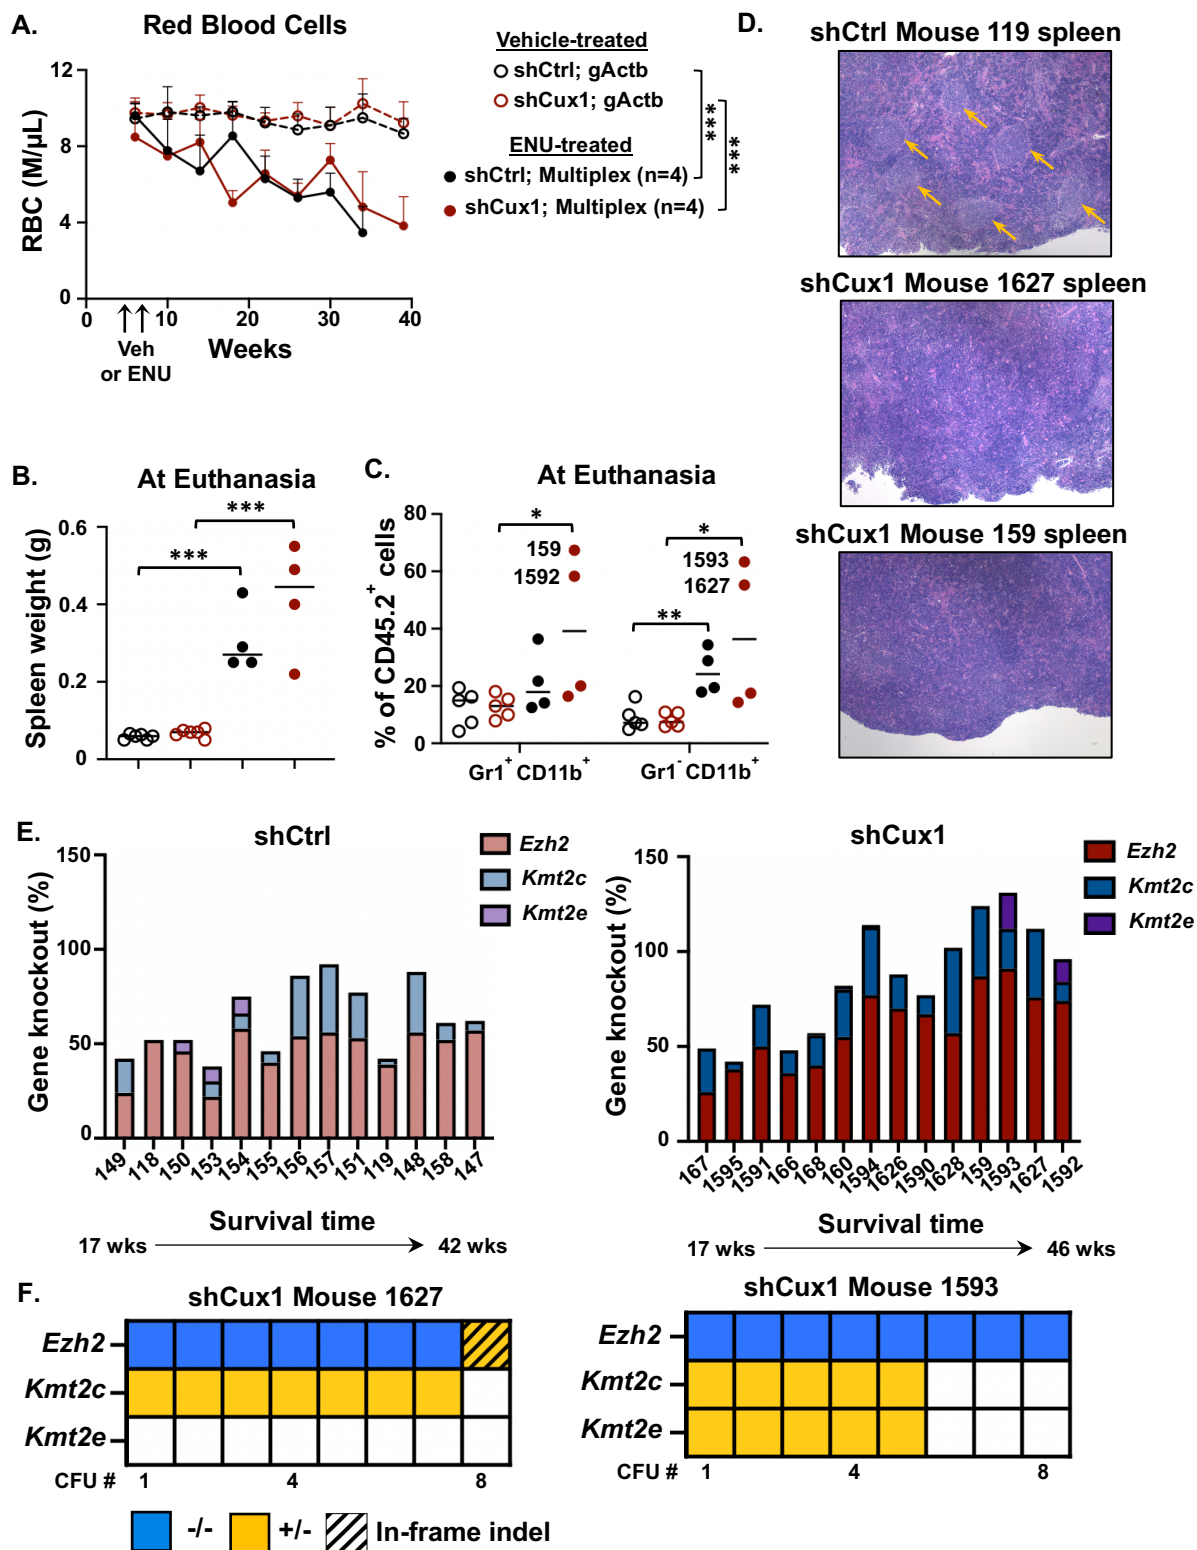 A.
Red Blood Cells
RBC (M/µL)
12
8
4
0
0
10
20
30
40
Weeks
Veh
or ENU
Vehicle-treated
shCtrl; gActb
shCux1; gActb
ENU-treated
shCtrl; Multiplex (n=4)
shCux1; Multiplex (n=4)
***
***
D.
shCtrl Mouse 119 spleen
shCux1 Mouse 1627 spleen
shCux1 Mouse 159 spleen
B.
At Euthanasia
Spleen weight (g)
0.6
0.4
0.2
0
***
***
C.
At Euthanasia
% of CD45.2+ cells
80
60
40
20
0
*
159
1592
**
*
1593
1627
Gr1+ CD11b+
Gr1- CD11b+
E.
shCtrl
Gene knockout (%)
150
100
50
0
Ezh2
Kmt2c
Kmt2e
149 118 150 153 154 155 156 157 151 119 148 158 147
Survival time
17 wks
42 wks
shCux1
Gene knockout (%)
150
100
50
0
Ezh2
Kmt2c
Kmt2e
167 1595 1591 166 168 160 1594 1626 1590 1628 159 1593 1627 1592
Survival time
17 wks
46 wks
F.
shCux1 Mouse 1627
Ezh2
Kmt2c
Kmt2e
CFU # 1 4 8
shCux1 Mouse 1593
Ezh2
Kmt2c
Kmt2e
CFU # 1 4 8
-/- +/- In-frame indel